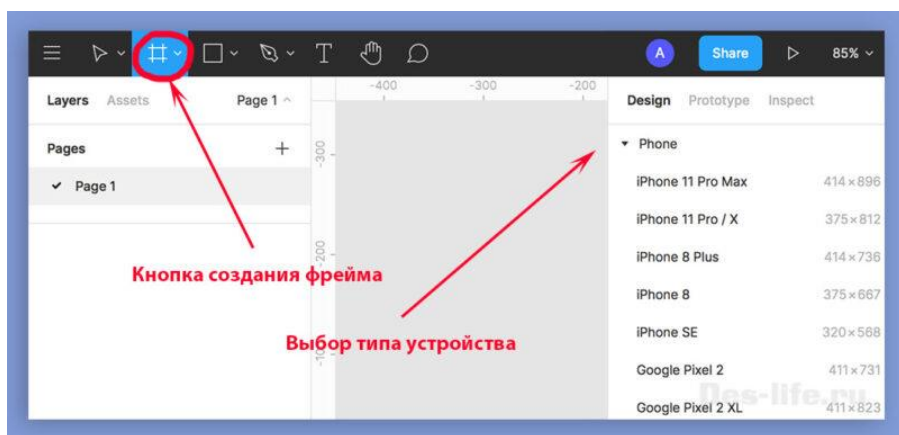 A Share 85%
Layers Assets Page 1
-400 -300 -200
Design Prototype Inspect
Pages
-300
Phone
Page 1
iPhone 11 Pro Max 414×896
iPhone 11 Pro / X 375×812
-200
iPhone 8 Plus 414×736
Кнопка создания фрейма
iPhone 8 375×667
Выбор типа устройства
iPhone SE 320×568
Google Pixel 2 411×731
Des-life.ru
Google Pixel 2 XL 411×823